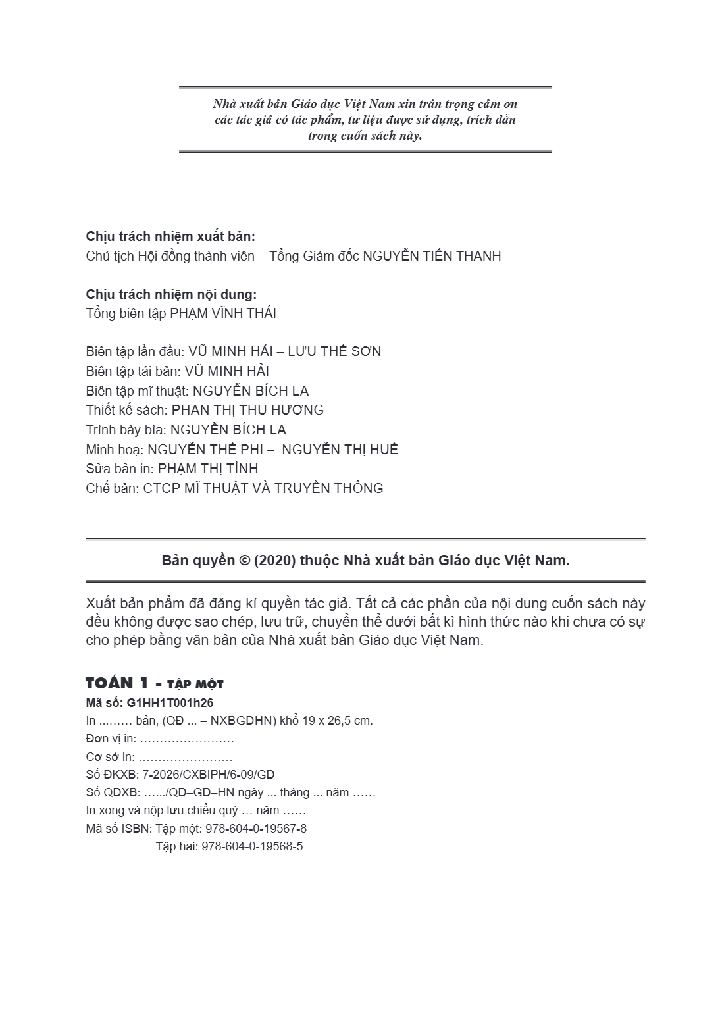 Nhà xuất bản Giáo dục Việt Nam xin trân trọng cảm ơn
các tác giả có tác phẩm, tư liệu được sử dụng, trích dẫn
trong cuốn sách này.
Chịu trách nhiệm xuất bản:
Chủ tịch Hội đồng thành viên – Tổng Giám đốc NGUYỄN TIẾN THANH
Chịu trách nhiệm nội dung:
Tổng biên tập PHẠM VĨNH THÁI
Biên tập lần đầu: VŨ MINH HẢI – LƯU THẾ SƠN
Biên tập tái bản: VŨ MINH HẢI
Biên tập mĩ thuật: NGUYỄN BÍCH LA
Thiết kế sách: PHAN THỊ THU HƯƠNG
Trình bày bìa: NGUYỄN BÍCH LA
Minh hoạ: NGUYỄN THẾ PHI – NGUYỄN THỊ HUẾ
Sửa bản in: PHẠM THỊ TÌNH
Chế bản: CTCP MĨ THUẬT VÀ TRUYỀN THÔNG
Bản quyền © (2020) thuộc Nhà xuất bản Giáo dục Việt Nam.
Xuất bản phẩm đã đăng kí quyền tác giả. Tất cả các phần của nội dung cuốn sách này
đều không được sao chép, lưu trữ, chuyển thể dưới bất kì hình thức nào khi chưa có sự
cho phép bằng văn bản của Nhà xuất bản Giáo dục Việt Nam.
TOÁN 1 - TẬP MỘT
Mã số: G1HH1T001h26
In ......... bản, (QĐ ... – NXBGDHN) khổ 19 x 26,5 cm.
Đơn vị in: ........................
Cơ sở in: ........................
Số ĐKXB: 7-2026/CXBIPH/6-09/GD
Số QĐXB: ....../QĐ–GD–HN ngày ... tháng ... năm ......
In xong và nộp lưu chiểu quý ... năm ......
Mã số ISBN: Tập một: 978-604-0-19567-8
Tập hai: 978-604-0-19568-5